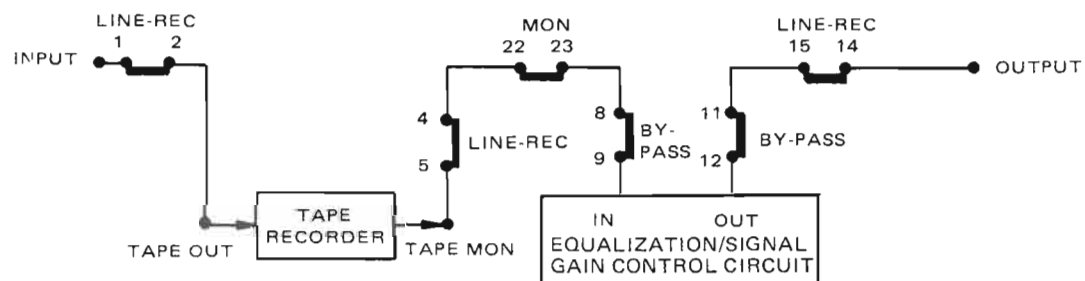 LINE-REC
1 2
INPUT
MON
22 23
LINE-REC
15 14
OUTPUT
4
5
LINE-REC
8
9
BY-
PASS
11
12
BY-PASS
TAPE OUT
TAPE
RECORDER
TAPE MON
IN OUT
EQUALIZATION/SIGNAL
GAIN CONTROL CIRCUIT